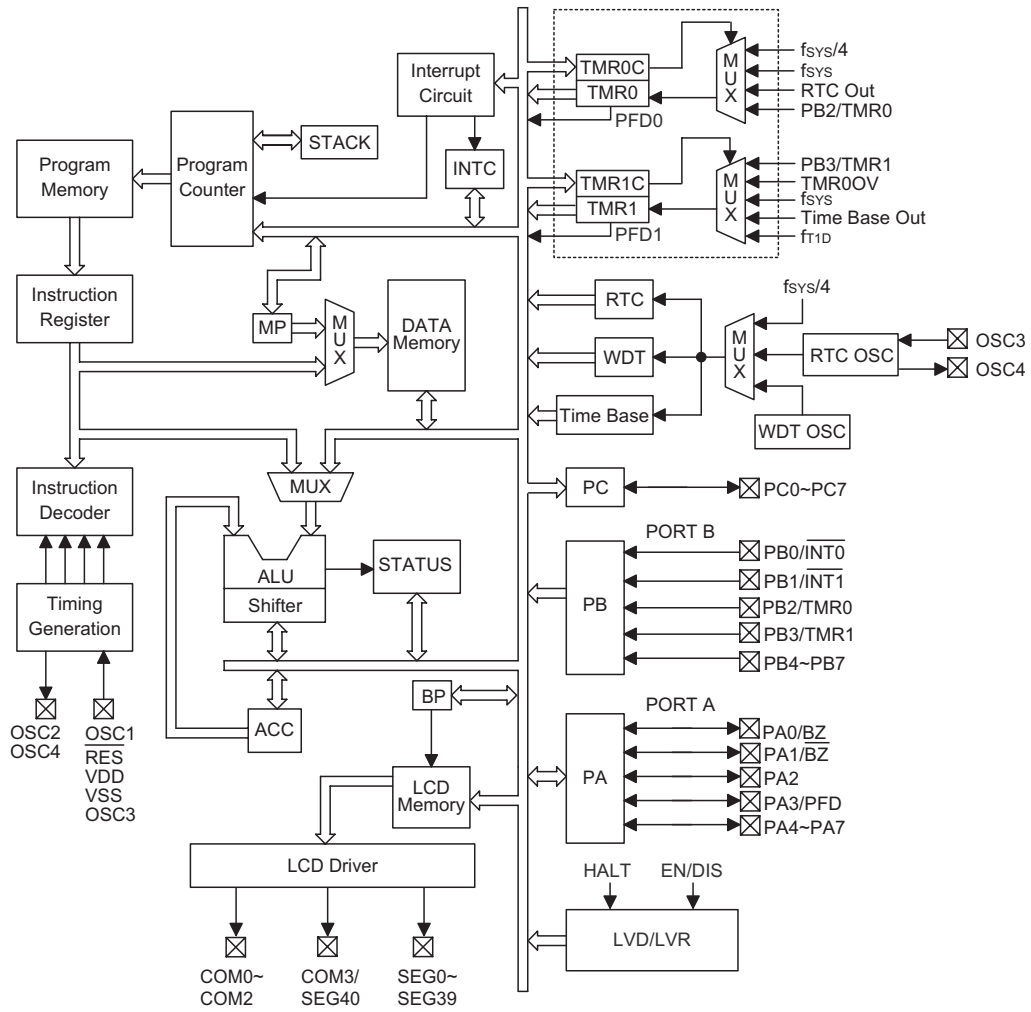 Interrupt
Circuit
STACK
Program
Memory
Program
Counter
INTC
Instruction
Register
MP
MUX
DATA
Memory
Instruction
Decoder
MUX
ALU
Shifter
STATUS
Timing
Generation
OSC2
OSC4
OSC1
RES
VDD
VSS
OSC3
ACC
BP
LCD
Memory
LCD Driver
COM0~
COM2
COM3/
SEG40
SEG0~
SEG39
TMR0C
TMR0
PFD0
MUX
fSYS/4
fSYS
RTC Out
PB2/TMR0
TMR1C
TMR1
PFD1
MUX
PB3/TMR1
TMR0OV
fSYS
Time Base Out
fT1D
RTC
WDT
Time Base
MUX
fSYS/4
RTC OSC
OSC3
OSC4
WDT OSC
PC
PC0~PC7
PORT B
PB
PB0/INT0
PB1/INT1
PB2/TMR0
PB3/TMR1
PB4~PB7
PORT A
PA
PA0/BZ
PA1/BZ
PA2
PA3/PFD
PA4~PA7
HALT
EN/DIS
LVD/LVR